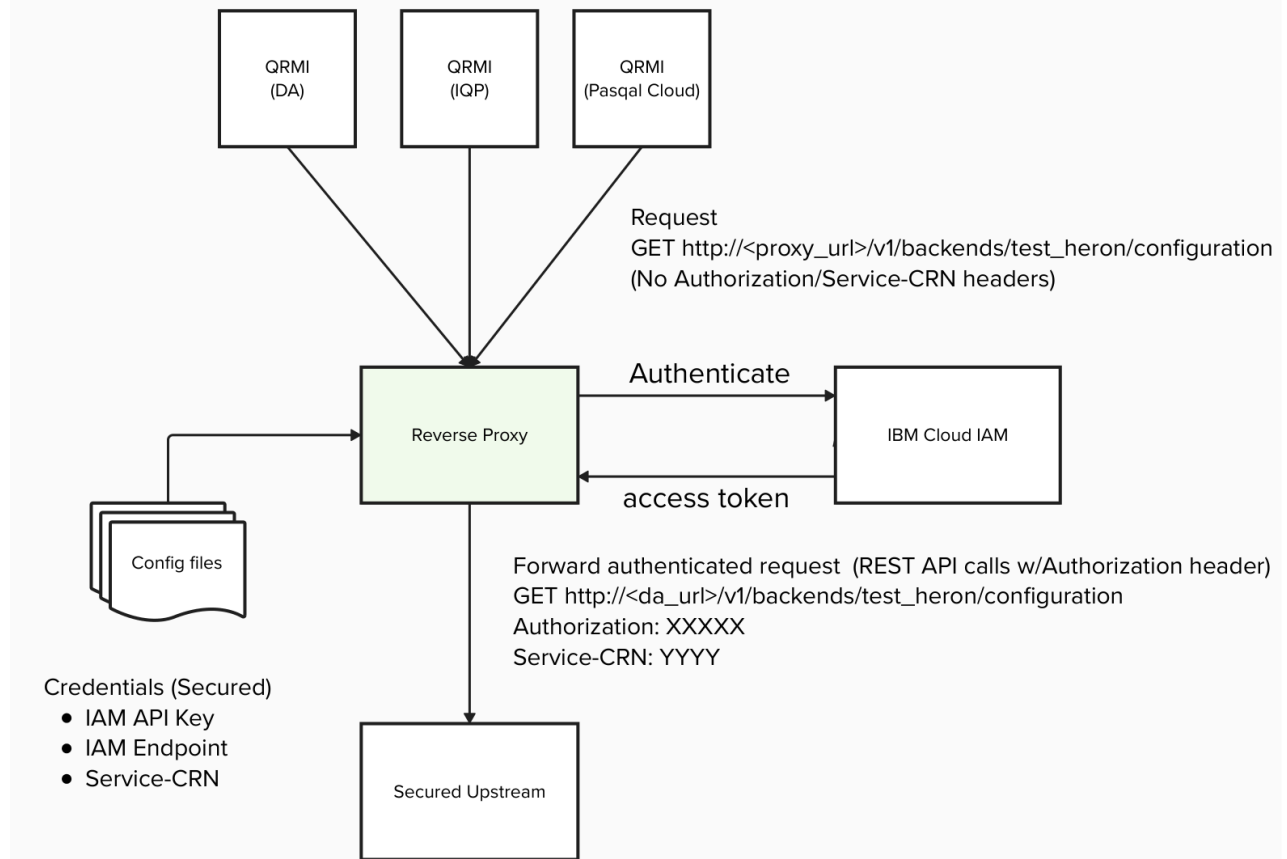 QRMI
(DA)
QRMI
(IQP)
QRMI
(Pasqal Cloud)
Request
GET http://<proxy_url>/v1/backends/test_heron/configuration
(No Authorization/Service-CRN headers)
Authenticate
Reverse Proxy
IBM Cloud IAM
access token
Config files
Forward authenticated request  (REST API calls w/Authorization header)
GET http://<da_url>/v1/backends/test_heron/configuration
Authorization: XXXXX
Service-CRN: YYYY
Credentials (Secured)
• IAM API Key
• IAM Endpoint
• Service-CRN
Secured Upstream